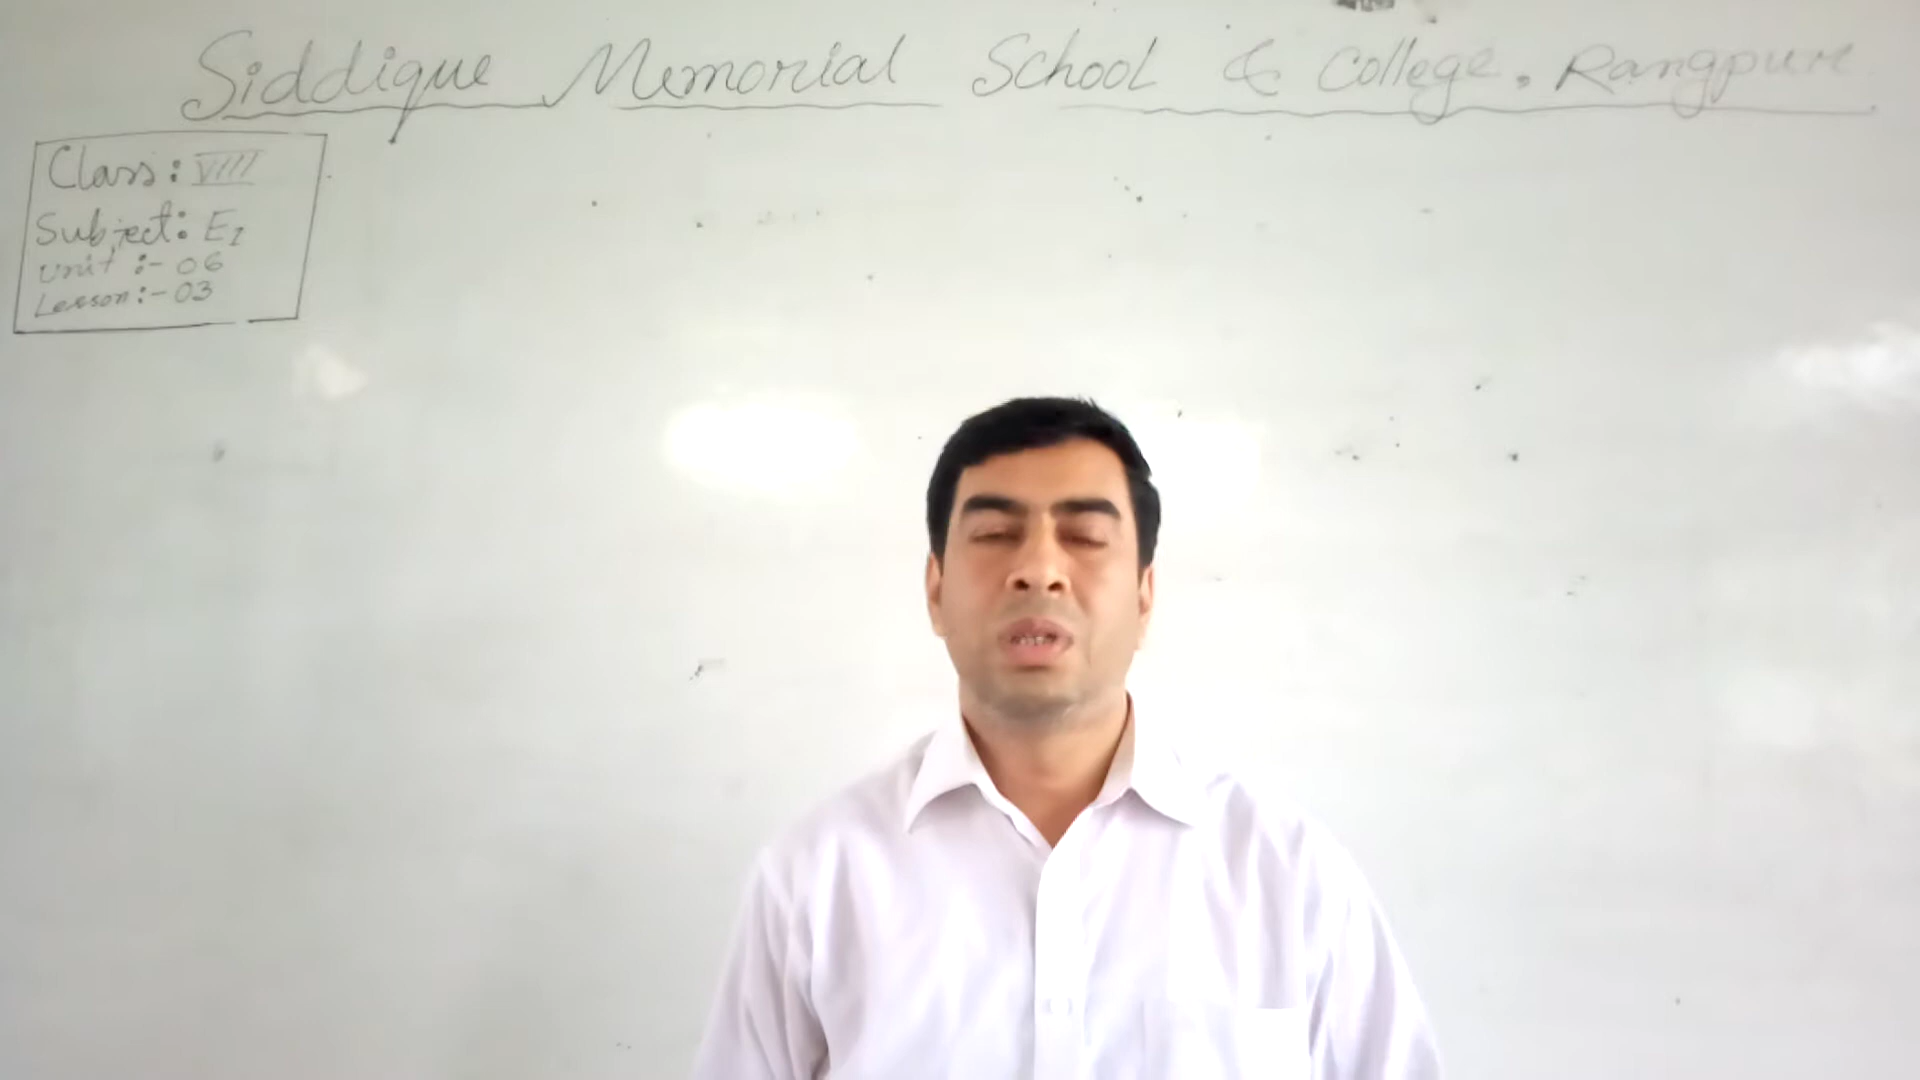 Siddique Memorial School & College. Rangpur
Class: VIII
Subject: E1
Unit :- 06
Lesson :- 03